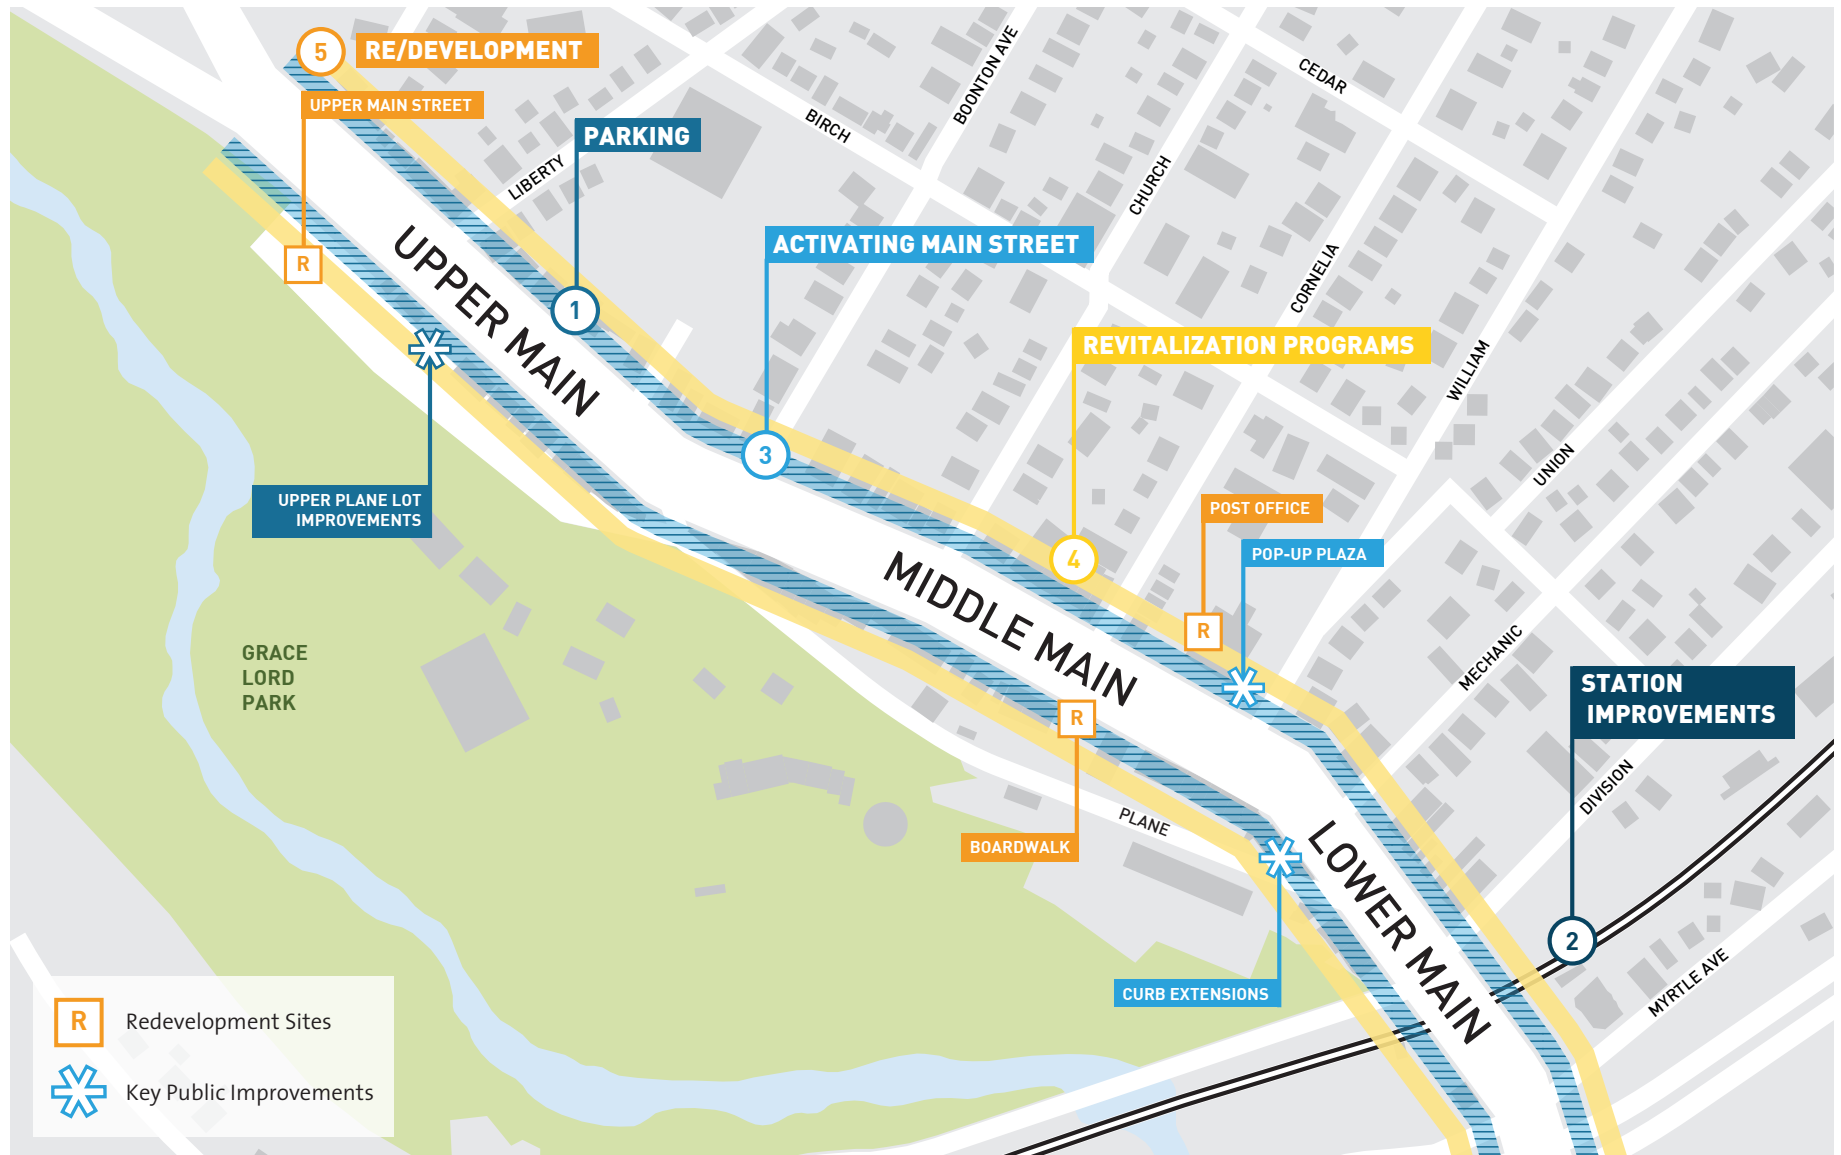 5
RE/DEVELOPMENT
UPPER MAIN STREET
BOONTON AVE
CEDAR
BIRCH
PARKING
LIBERTY
CHURCH
ACTIVATING MAIN STREET
R
UPPER MAIN
CORNELIA
1
REVITALIZATION PROGRAMS
WILLIAM
3
UNION
UPPER PLANE LOT
IMPROVEMENTS
POST OFFICE
4
POP-UP PLAZA
MIDDLE MAIN
R
MECHANIC
GRACE
LORD
PARK
STATION
IMPROVEMENTS
R
DIVISION
PLANE
BOARDWALK
LOWER MAIN
2
MYRTLE AVE
CURB EXTENSIONS
R
Redevelopment Sites
Key Public Improvements